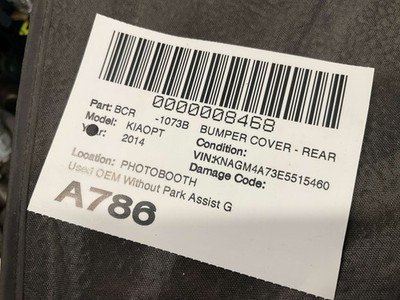 0000008468
Part: BCR -1073B BUMPER COVER - REAR
Model: KIAOPT Condition:
Year: 2014 VIN:KNAGM4A73E5515460
Damage Code:
Location: PHOTOBOOTH
Used OEM Without Park Assist G
A786